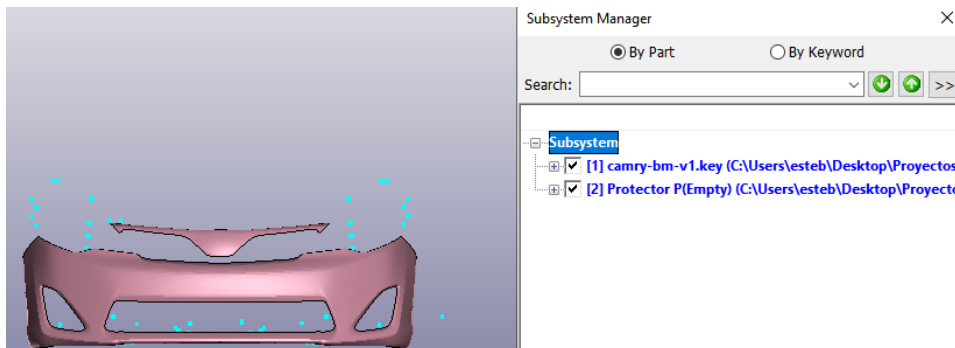 Subsystem Manager
By Part By Keyword
Search: >>
Subsystem
[1] camry-bm-v1.key (C:\Users\esteb\Desktop\Proyectos
[2] Protector P(Empty) (C:\Users\esteb\Desktop\Proyecto